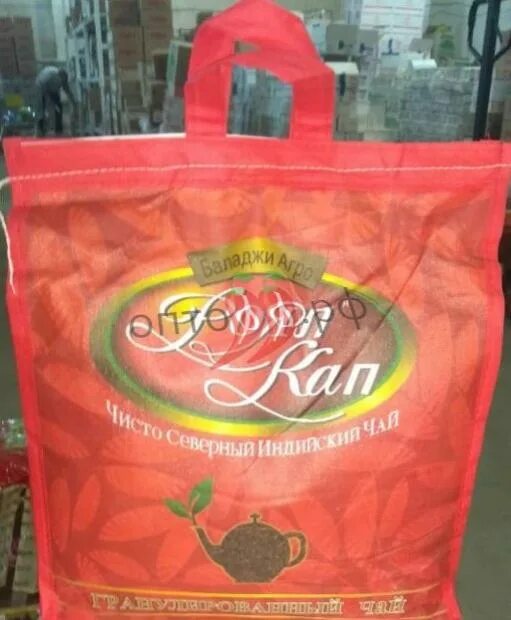 Баладжи Агро
Кап
Чисто Северный Индийский ЧАЙ
ГРАНУЛИРОВАННЫЙ ЧАЙ